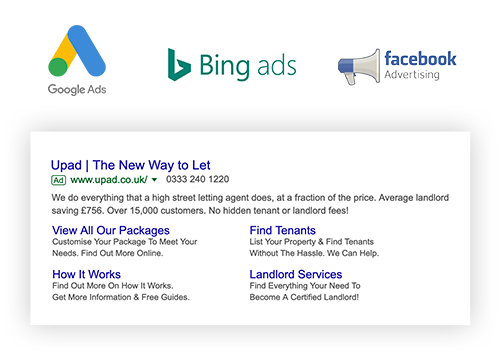 Google Ads
Bing ads
facebook
Advertising
Upad | The New Way to Let
Ad www.upad.co.uk/ 0333 240 1220
We do everything that a high street letting agent does, at a fraction of the price. Average landlord
saving £756. Over 15,000 customers. No hidden tenant or landlord fees!
View All Our Packages
Customise Your Package To Meet Your
Needs. Find Out More Online.
Find Tenants
List Your Property & Find Tenants
Without The Hassle. We Can Help.
How It Works
Find Out More On How It Works.
Get More Information & Free Guides.
Landlord Services
Find Everything Your Need To
Become A Certified Landlord!